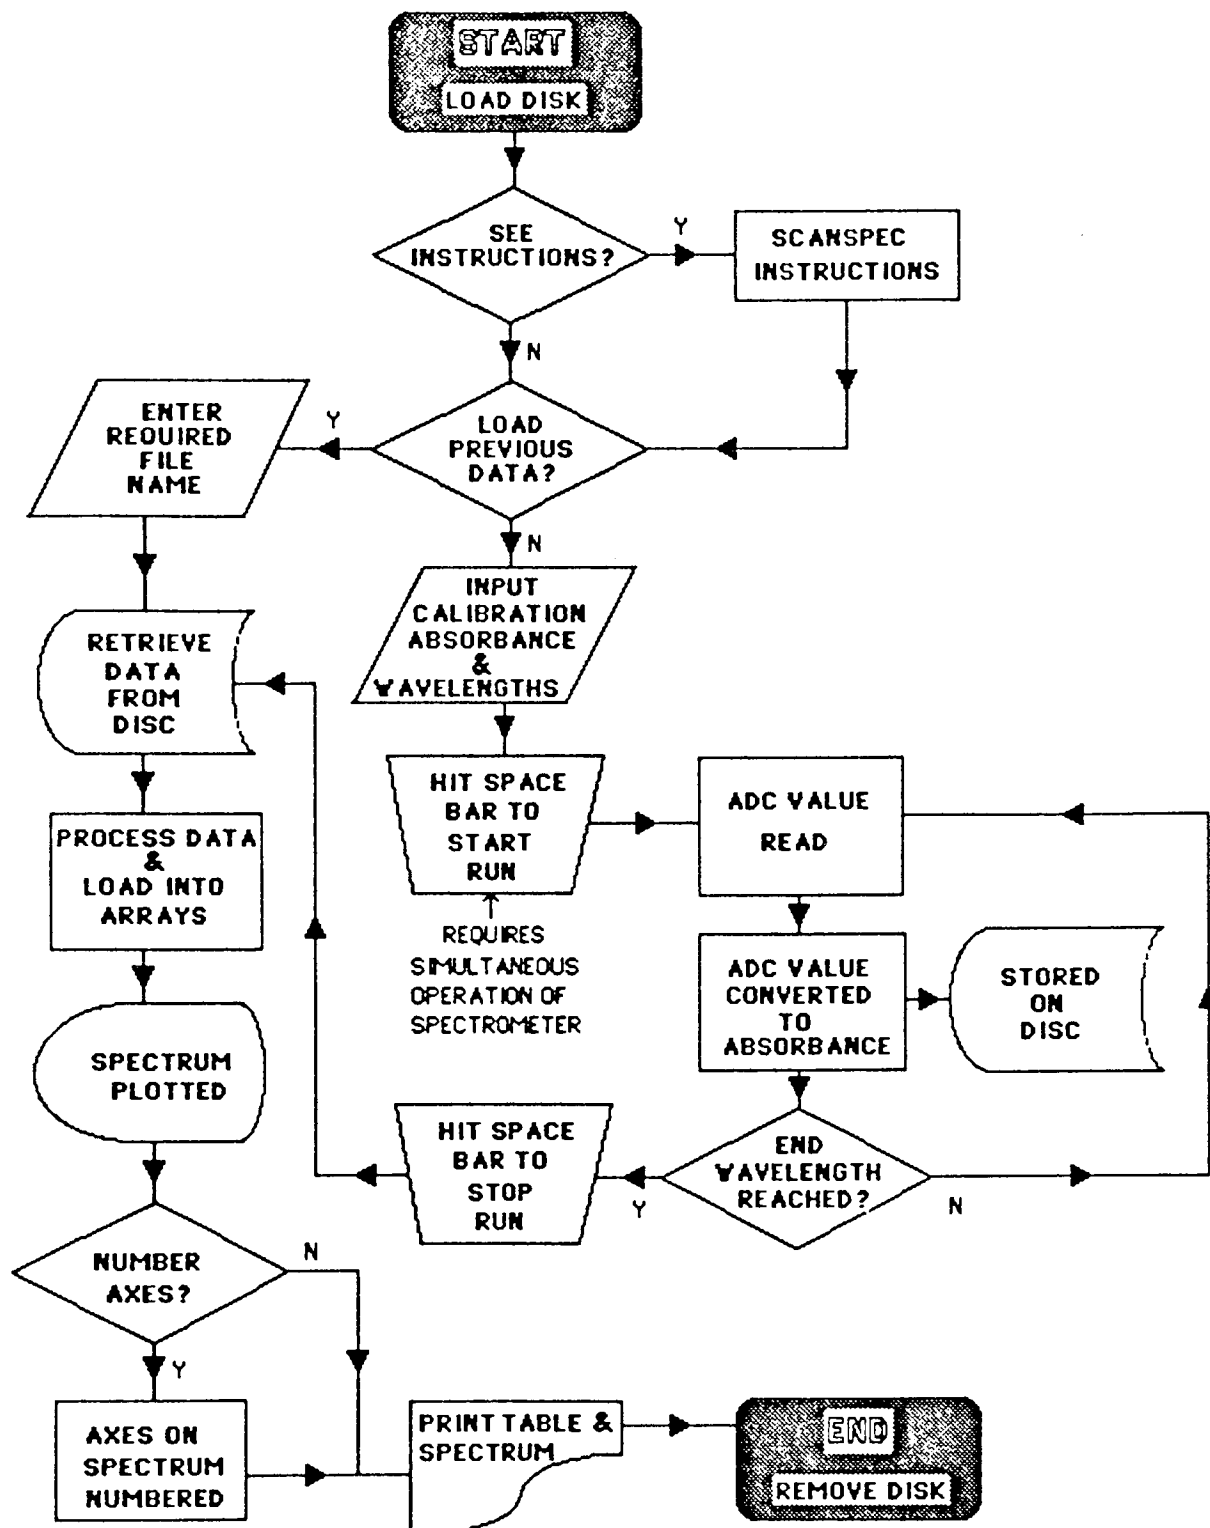 START
LOAD DISK
SEE
INSTRUCTIONS?
Y
SCANSPEC
INSTRUCTIONS
N
ENTER
REQUIRED
FILE
NAME
Y
LOAD
PREVIOUS
DATA?
N
INPUT
CALIBRATION
ABSORBANCE
&
WAVELENGTHS
RETRIEVE
DATA
FROM
DISC
HIT SPACE
BAR TO
START
RUN
ADC VALUE
READ
PROCESS DATA
&
LOAD INTO
ARRAYS
REQUIRES
SIMULTANEOUS
OPERATION OF
SPECTROMETER
ADC VALUE
CONVERTED
TO
ABSORBANCE
STORED
ON
DISC
SPECTRUM
PLOTTED
HIT SPACE
BAR TO
STOP
RUN
Y
END
WAVELENGTH
REACHED?
N
NUMBER
AXES?
N
Y
AXES ON
SPECTRUM
NUMBERED
PRINT TABLE &
SPECTRUM
END
REMOVE DISK